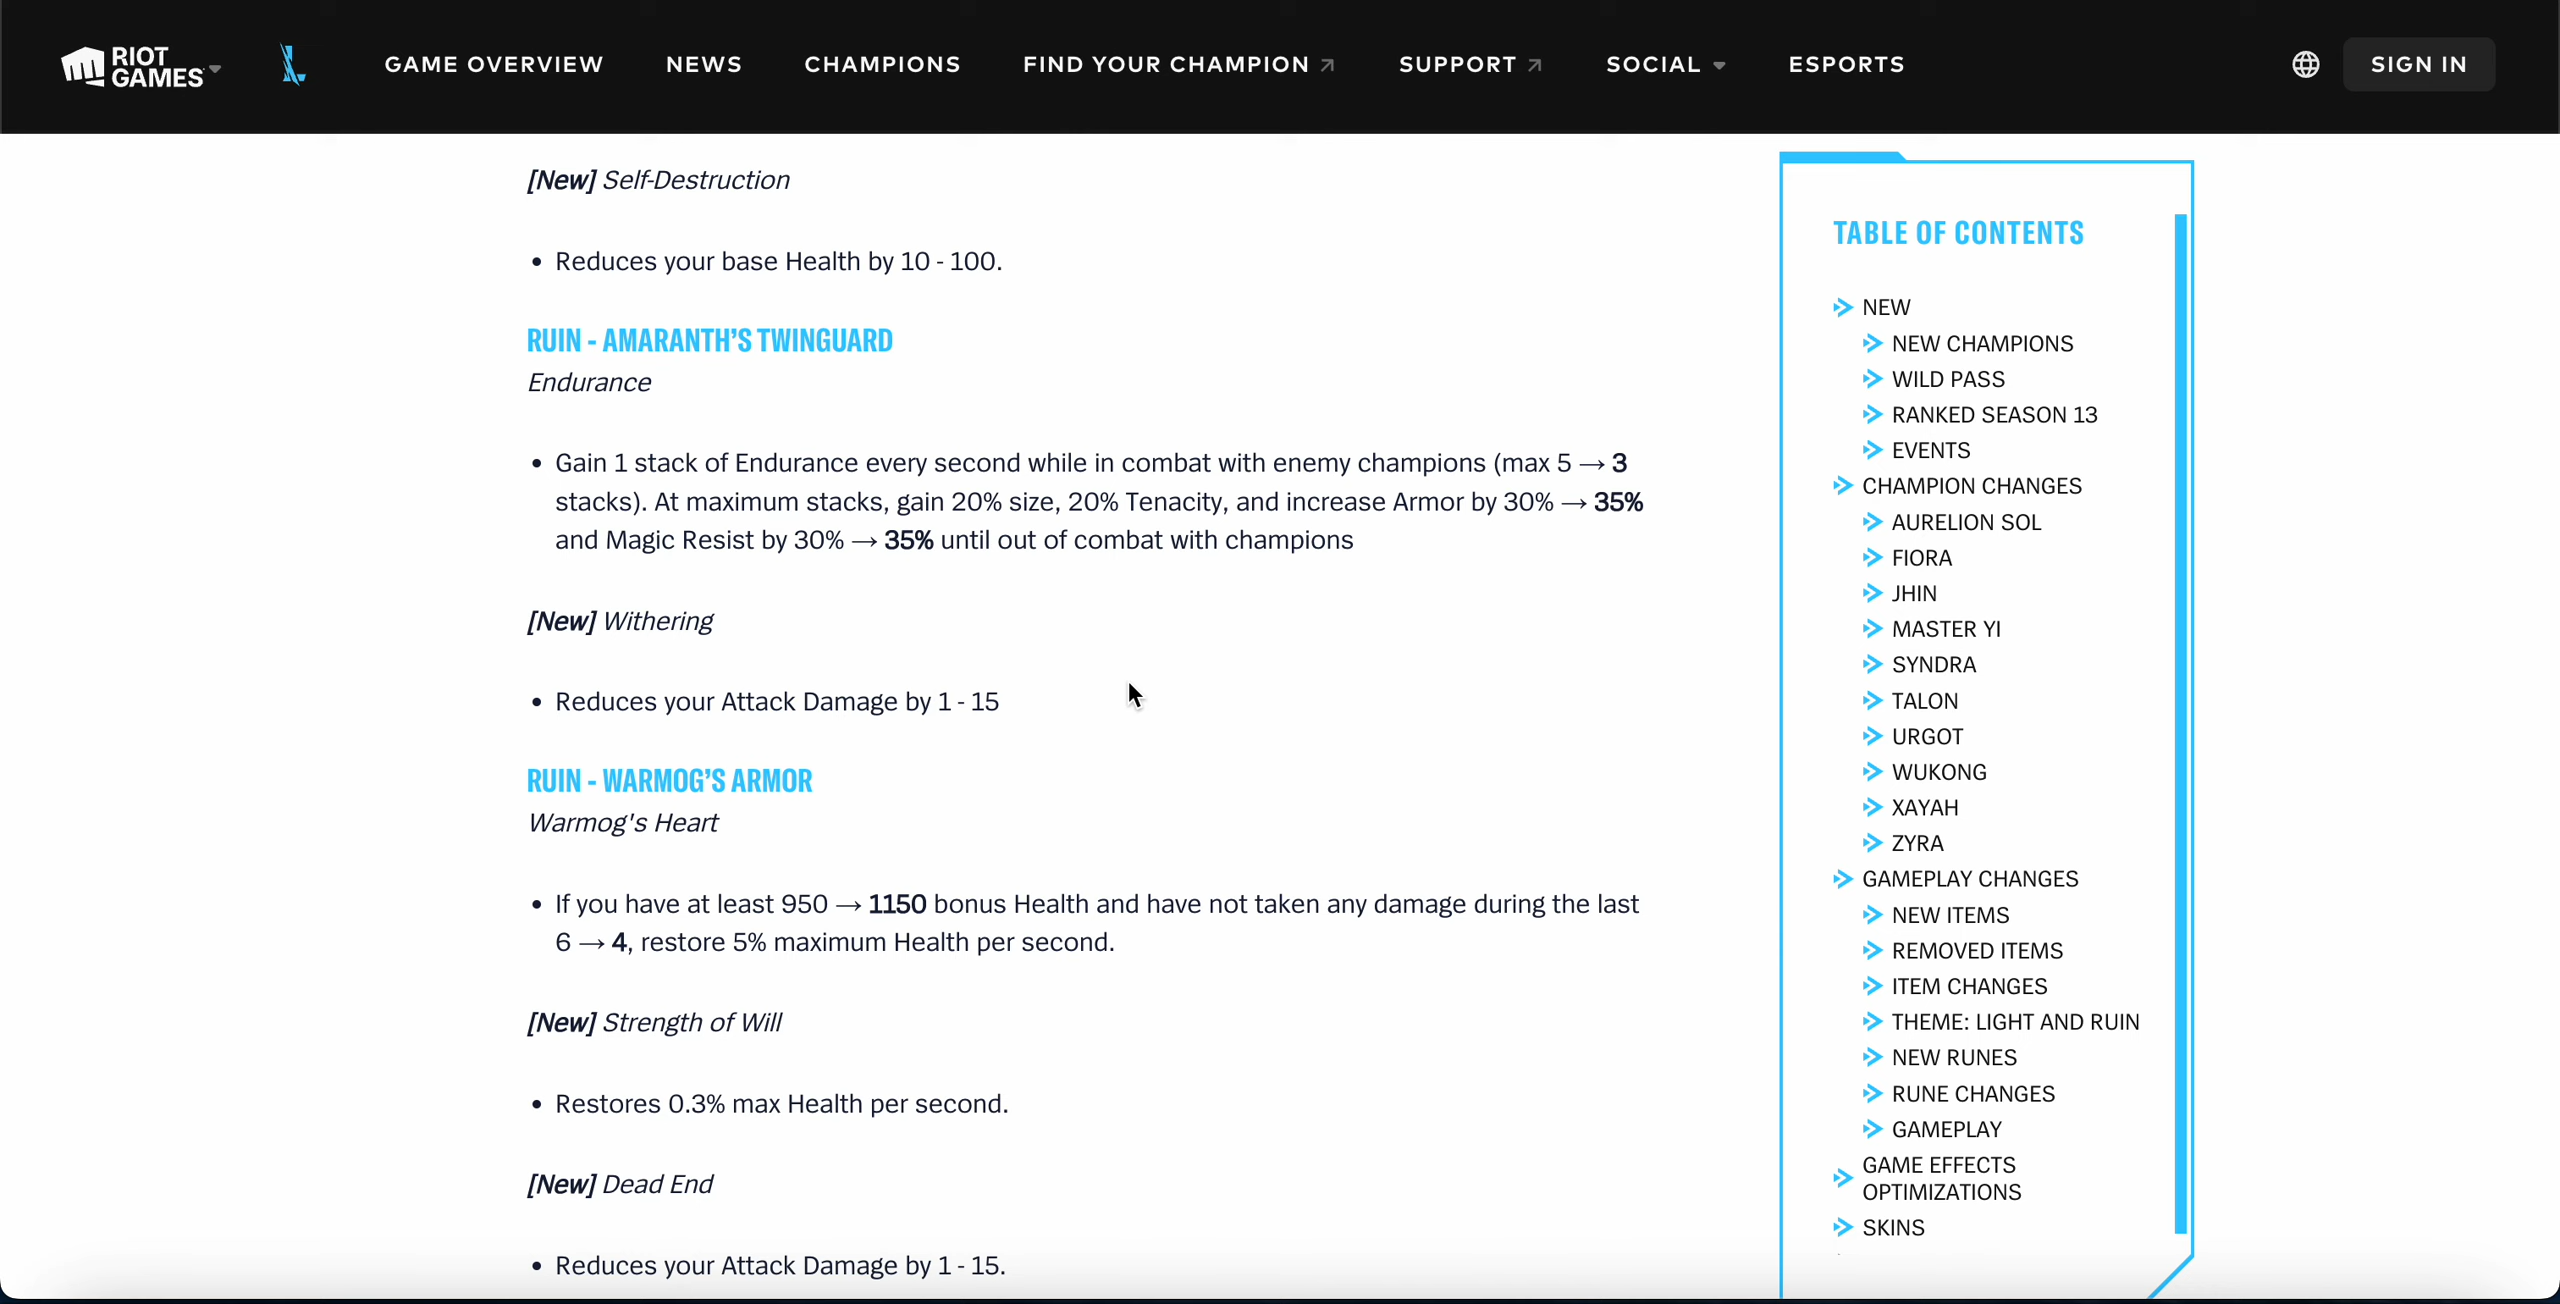 RIOT GAMES
GAME OVERVIEW
NEWS
CHAMPIONS
FIND YOUR CHAMPION
SUPPORT
SOCIAL
ESPORTS
SIGN IN
[New] Self-Destruction
• Reduces your base Health by 10 - 100.
RUIN - AMARANTH’S TWINGUARD
Endurance
• Gain 1 stack of Endurance every second while in combat with enemy champions (max 5 → 3
stacks). At maximum stacks, gain 20% size, 20% Tenacity, and increase Armor by 30% → 35%
and Magic Resist by 30% → 35% until out of combat with champions
[New] Withering
• Reduces your Attack Damage by 1 - 15
RUIN - WARMOG’S ARMOR
Warmog's Heart
• If you have at least 950 → 1150 bonus Health and have not taken any damage during the last
6 → 4, restore 5% maximum Health per second.
[New] Strength of Will
• Restores 0.3% max Health per second.
[New] Dead End
• Reduces your Attack Damage by 1 - 15.
TABLE OF CONTENTS
NEW
NEW CHAMPIONS
WILD PASS
RANKED SEASON 13
EVENTS
CHAMPION CHANGES
AURELION SOL
FIORA
JHIN
MASTER YI
SYNDRA
TALON
URGOT
WUKONG
XAYAH
ZYRA
GAMEPLAY CHANGES
NEW ITEMS
REMOVED ITEMS
ITEM CHANGES
THEME: LIGHT AND RUIN
NEW RUNES
RUNE CHANGES
GAMEPLAY
GAME EFFECTS
OPTIMIZATIONS
SKINS